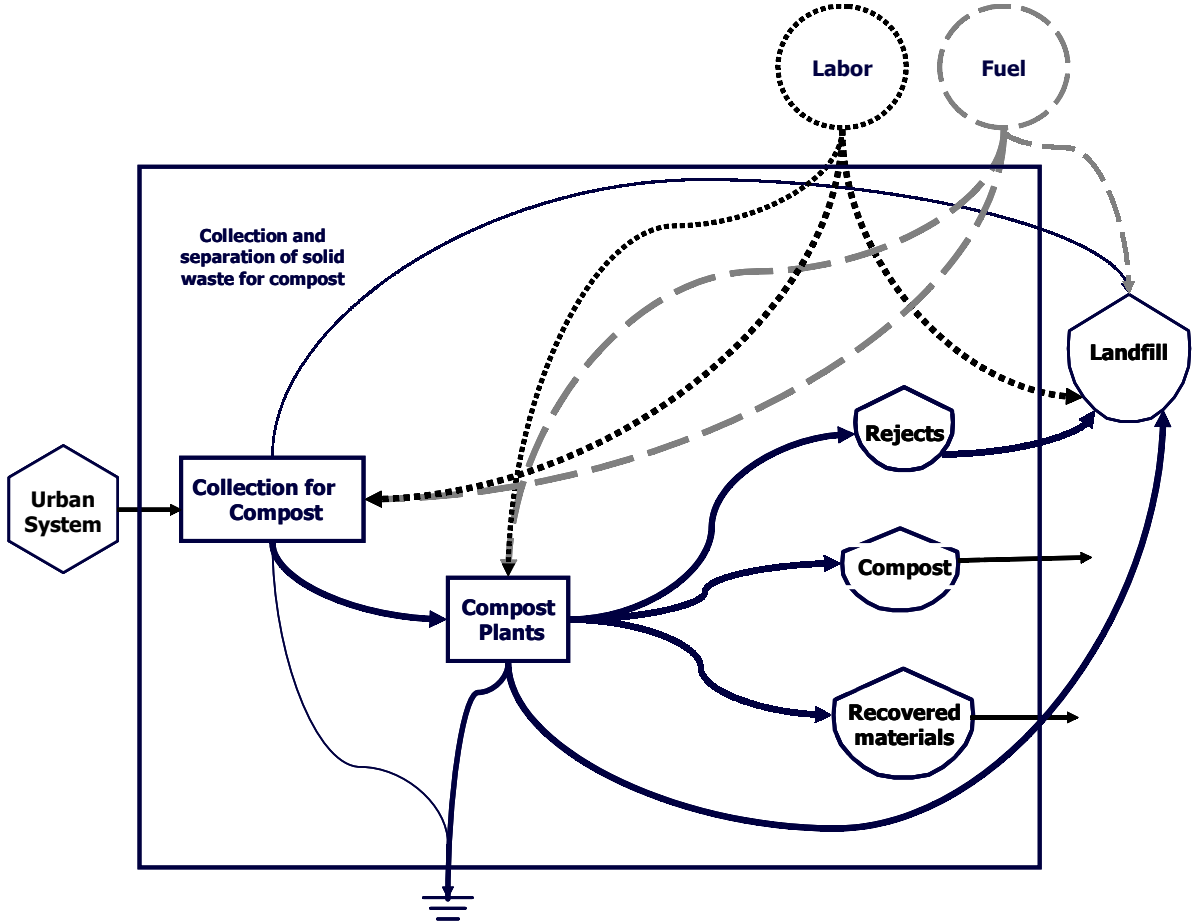 Labor
Fuel
Collection and
separation of solid
waste for compost
Landfill
Rejects
Urban
System
Collection for
Compost
Compost
Compost
Plants
Recovered
materials